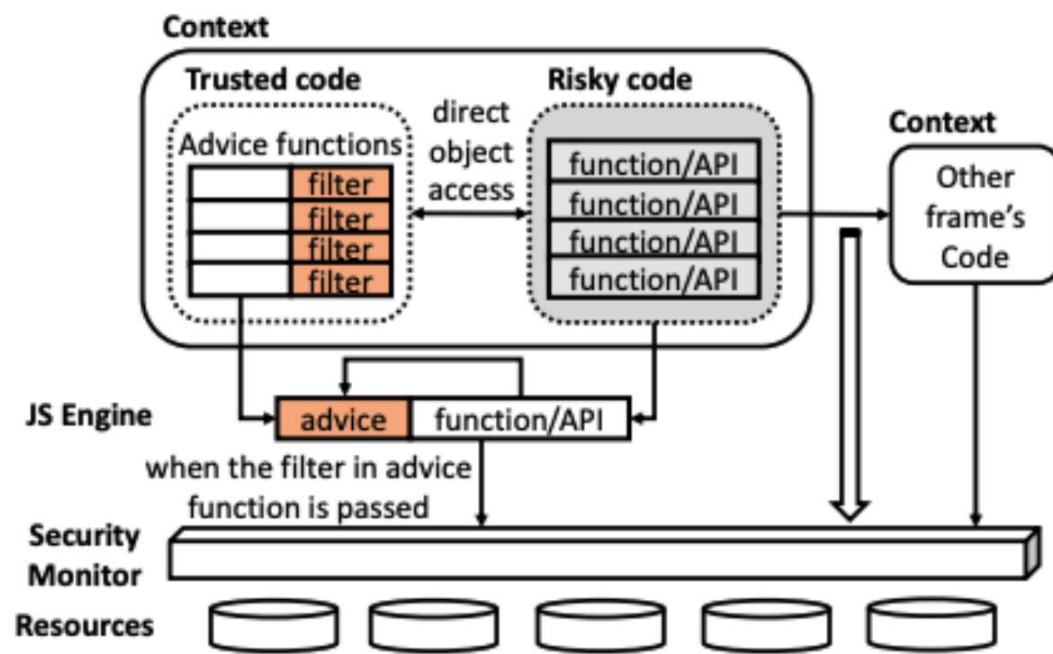 Context
Trusted code
Risky code
direct
object
access
Advice functions
filter
filter
filter
filter
function/API
function/API
function/API
function/API
Context
Other
frame's
Code
JS Engine
advice
function/API
when the filter in advice
function is passed
Security
Monitor
Resources